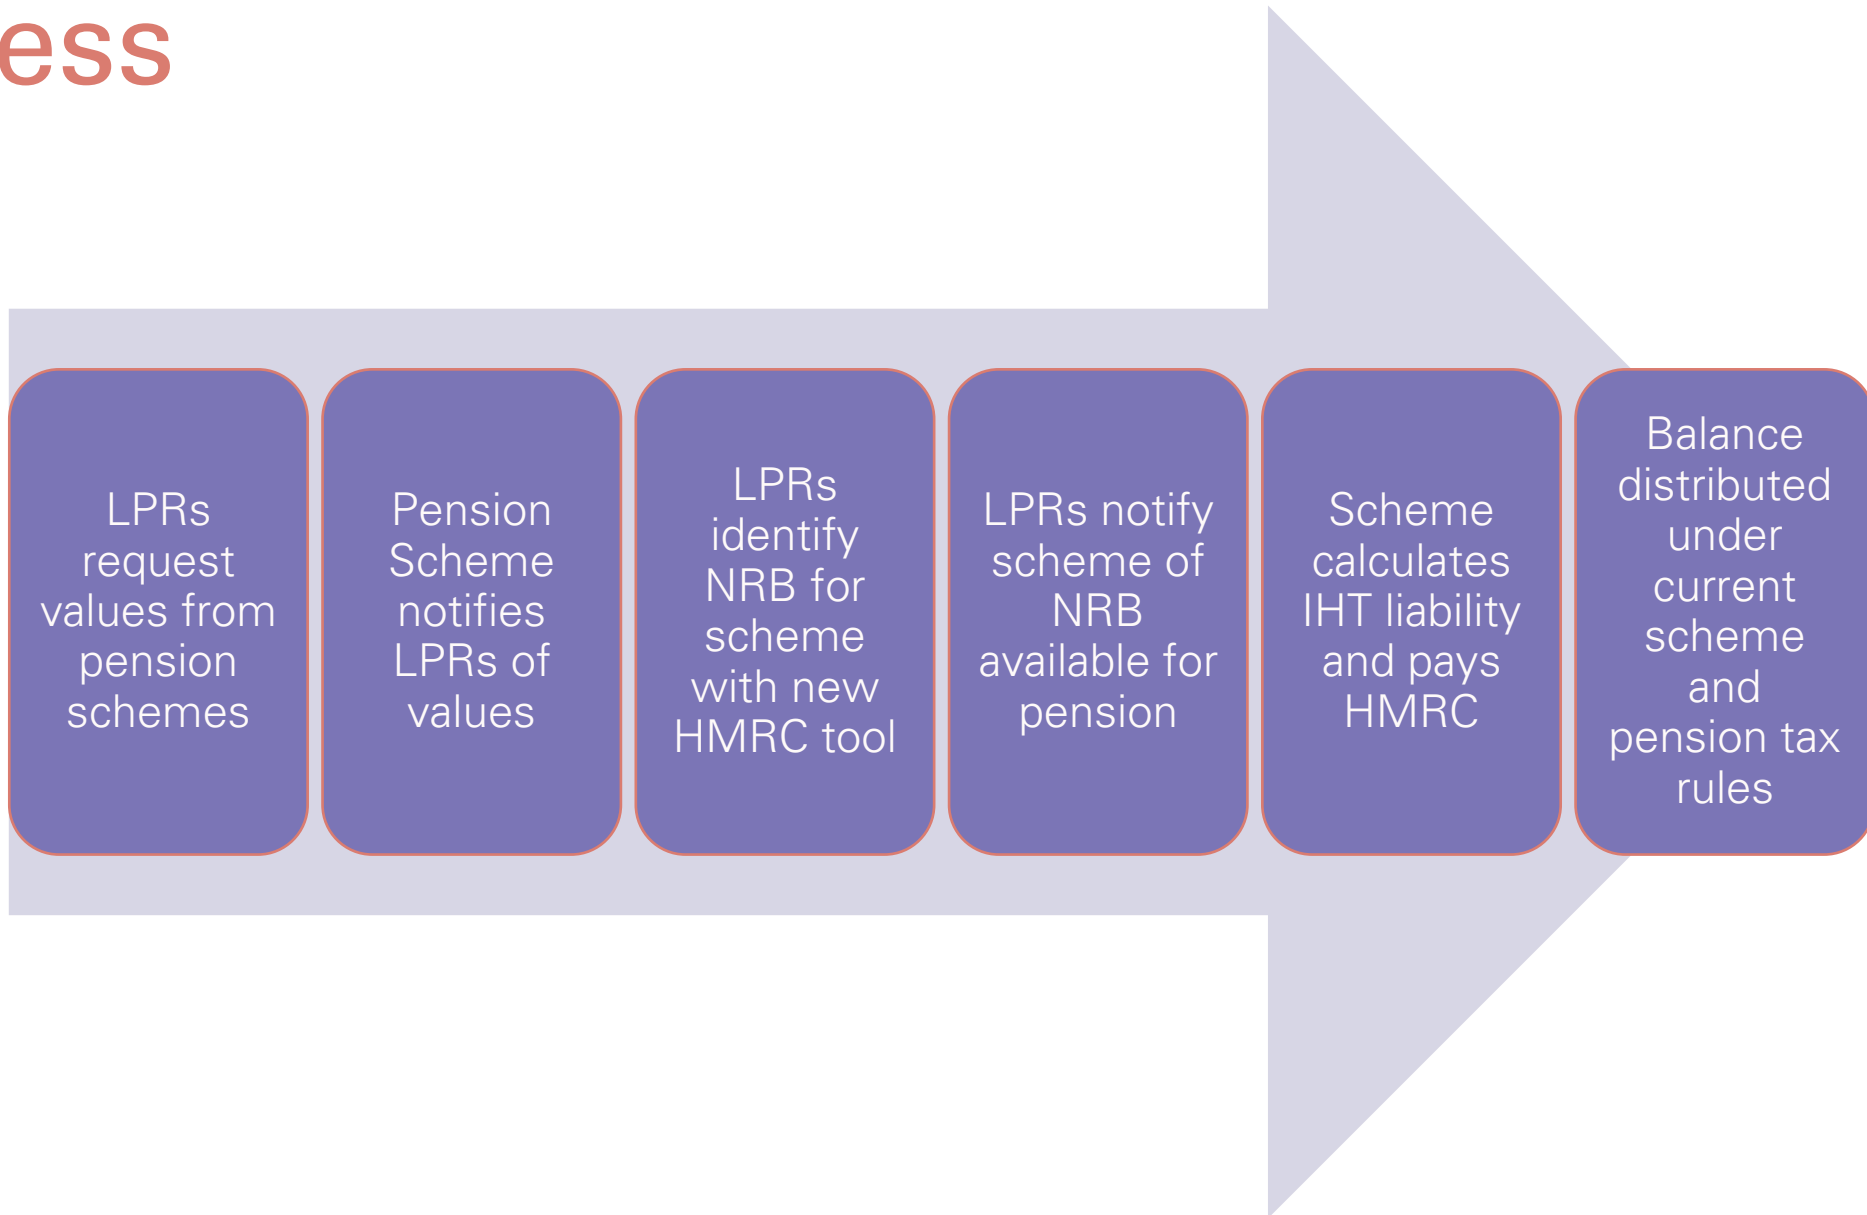 ess
LPRs
request
values from
pension
schemes
Pension
Scheme
notifies
LPRs of
values
LPRs
identify
NRB for
scheme
with new
HMRC tool
LPRs notify
scheme of
NRB
available for
pension
Scheme
calculates
IHT liability
and pays
HMRC
Balance
distributed
under
current
scheme
and
pension tax
rules